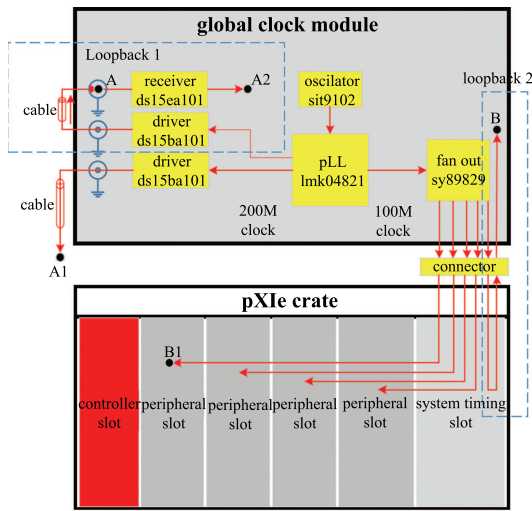 global clock module
Loopback 1
loopback 2
A
receiver
ds15ea101
A2
oscilator
sit9102
cable
driver
ds15ba101
B
driver
ds15ba101
pLL
lmk04821
fan out
sy89829
cable
200M
clock
100M
clock
connector
A1
pXIe crate
B1
controller
slot
peripheral
slot
peripheral
slot
peripheral
slot
peripheral
slot
system timing
slot